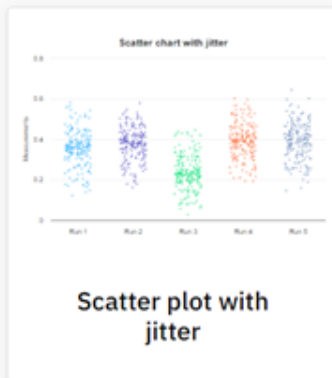 Scatter chart with jitter
0.8
0.6
0.4
0.2
0
Measurements
Run 1
Run 2
Run 3
Run 4
Run 5
Scatter plot with
jitter